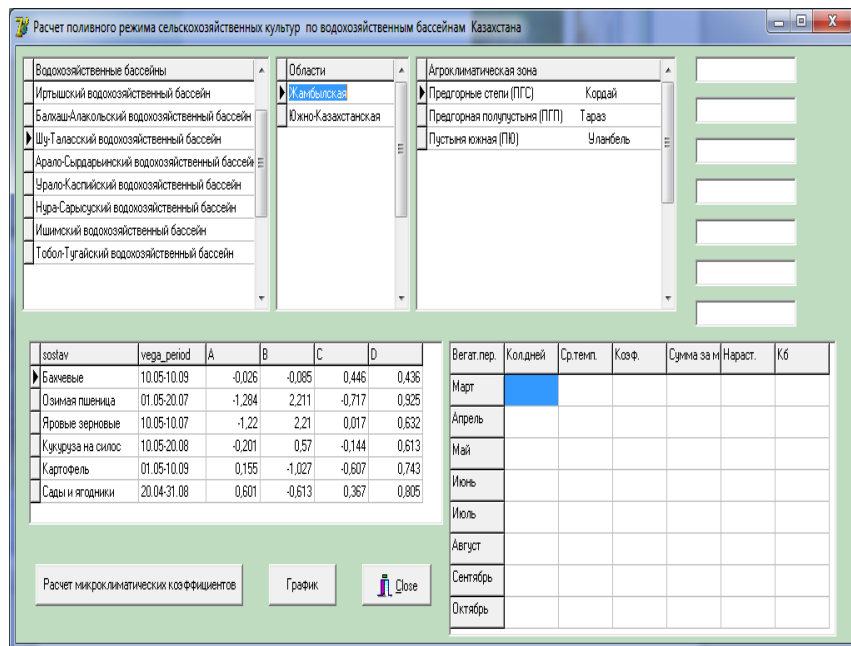 Расчет поливного режима сельскохозяйственных культур по водохозяйственным бассейнам Казахстана
Водохозяйственные бассейны
Иртышский водохозяйственный бассейн
Балхаш-Алакольский водохозяйственный бассейн
Шу-Таласский водохозяйственный бассейн
Арало-Сырдарьинский водохозяйственный бассейн
Урало-Каспийский водохозяйственный бассейн
Нура-Сарысуский водохозяйственный бассейн
Ишимский водохозяйственный бассейн
Тобол-Тугайский водохозяйственный бассейн
Области
Жамбылская
Южно-Казахстанская
Агроклиматическая зона
Предгорные степи (ПГС) Кордай
Предгорная полупустыня (ПГП) Тараз
Пустыня южная (ПЮ) Уланбель
sostav vega_period A B C D
Бахчевые 10.05-10.09 -0,026 -0,085 0,446 0,436
Озимая пшеница 01.05-20.07 -1,284 2,211 -0,717 0,925
Яровые зерновые 10.05-10.07 -1,22 2,21 0,017 0,632
Кукуруза на силос 10.05-20.08 -0,201 0,57 -0,144 0,613
Картофель 01.05-10.09 0,155 -1,027 -0,607 0,743
Сады и ягодники 20.04-31.08 0,601 -0,613 0,367 0,805
Вегат.пер. Кол.дней Ср.темп. Коэф. Сумма за м Нараст. Кб
Март
Апрель
Май
Июнь
Июль
Август
Сентябрь
Октябрь
Расчет микроклиматических коэффициентов График Close